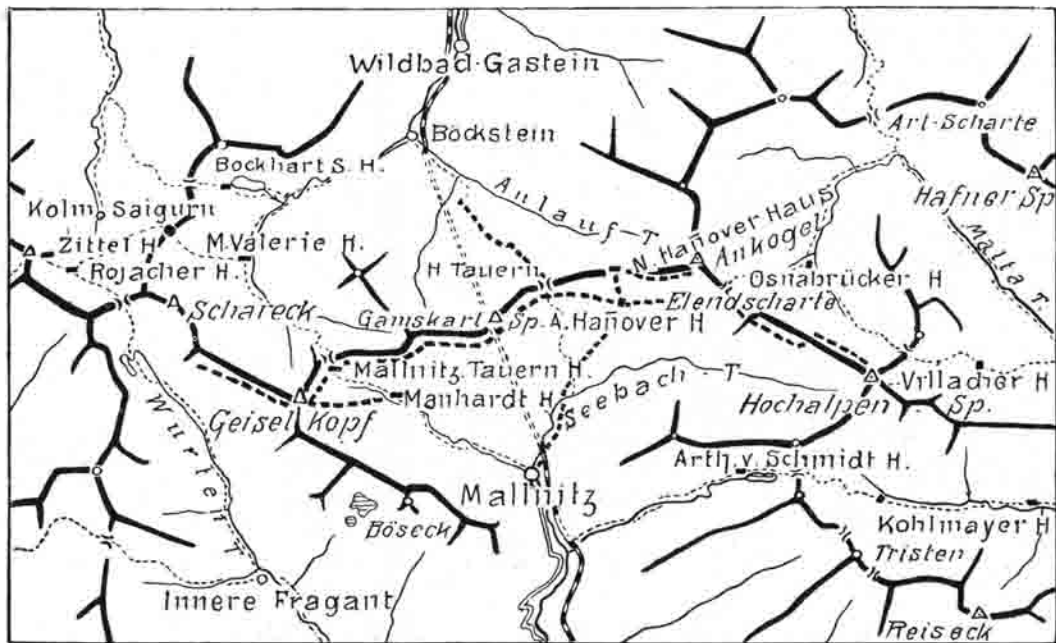 Wildbad-Gastein
Böckstein
Art-Scharte
Bockhart S. H.
Anlauf-T.
Hafner Sp.
Kolm Saigurn
N. Hanover Haus
Ankogel
Malta T.
Zittel H.
M. Valerie H.
Rojacher H.
H Tauern
Osnabrücker H
Elendscharte
Schareck
Gamskarl Sp.
A. Hañover H
Mallnitz. Tauern H.
Manhardt H.
Seebach-T
Villacher H
Hochalpen Sp.
Geisel Kopf
Wurten T
Arth. v. Schmidt H.
Mallnitz
Böseck
Kohlmayer H
Tristen
Innere Fragant
Reiseck